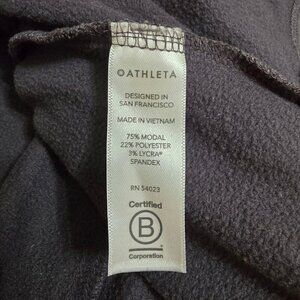 OATHLETA
DESIGNED IN
SAN FRANCISCO
MADE IN VIETNAM
75% MODAL
22% POLYESTER
3% LYCRA®
SPANDEX
RN 54023
Certified
B
Corporation